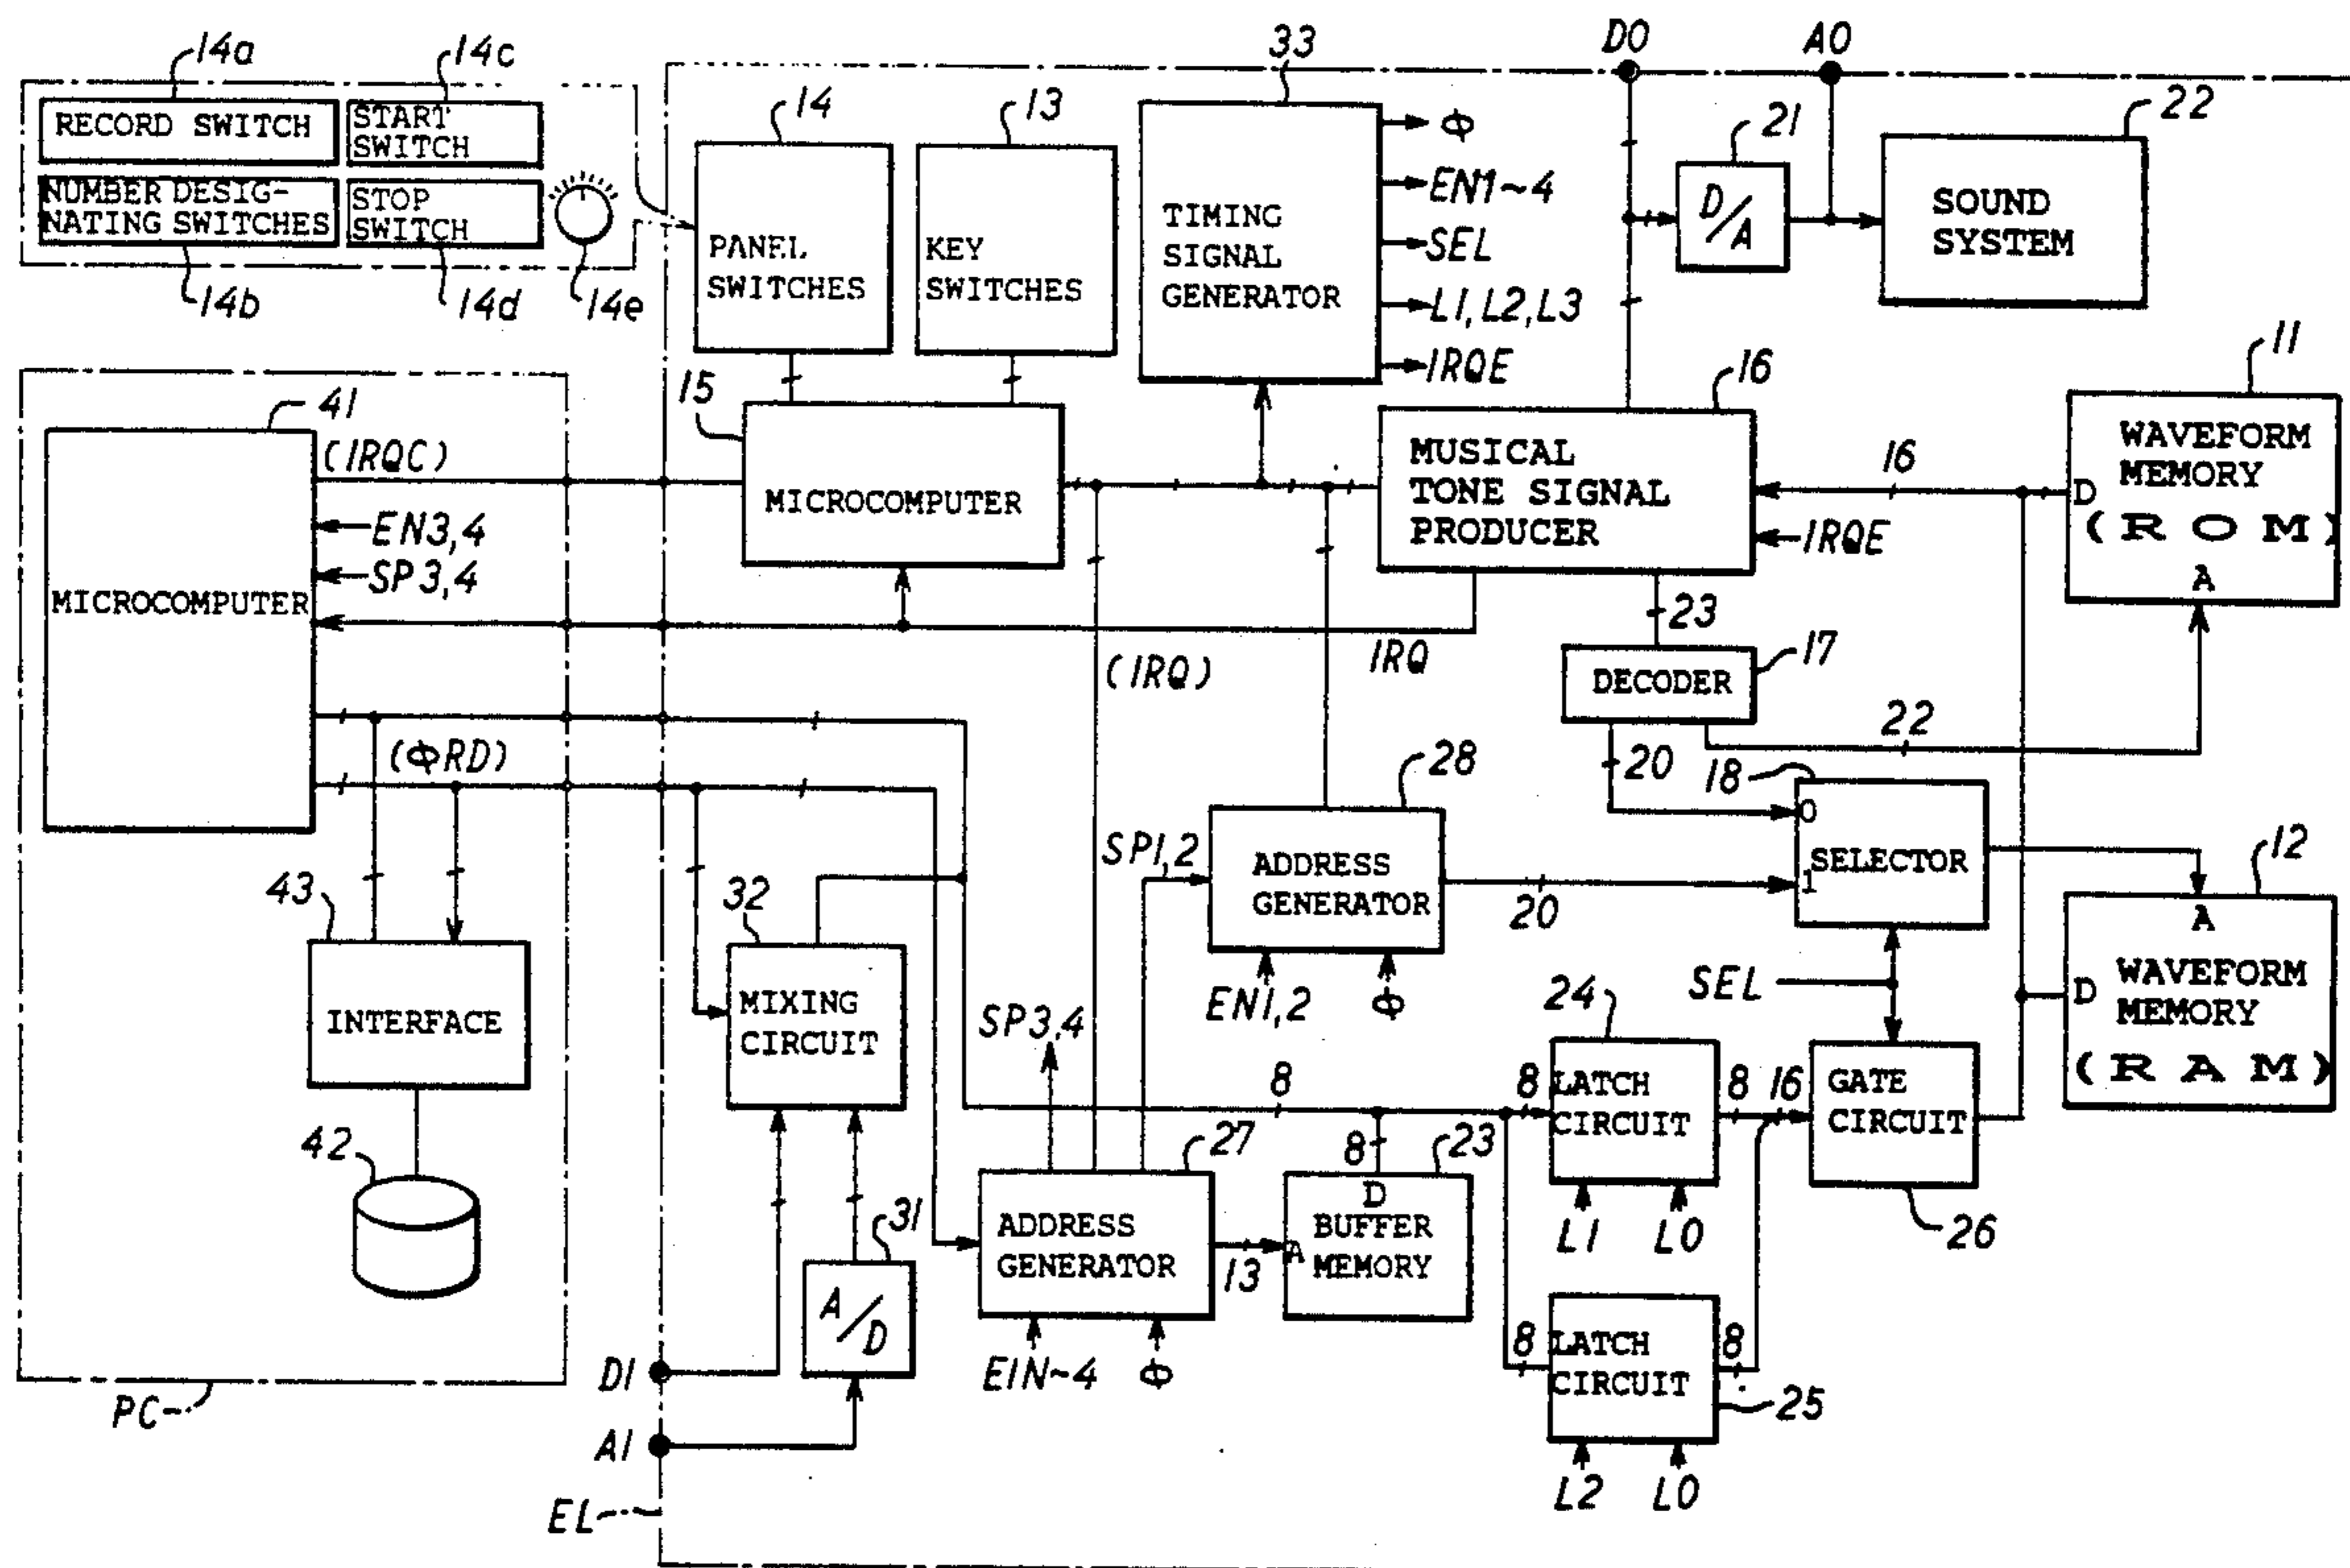 14a
14c
RECORD SWITCH
START
SWITCH
NUMBER DESIG-
NATING SWITCHES
STOP
SWITCH
14b
14d
14e
33
DO
AO
14
13
21
22
PANEL
SWITCHES
KEY
SWITCHES
TIMING
SIGNAL
GENERATOR
Φ
EN1~4
SEL
L1, L2, L3
IRQE
D/A
SOUND
SYSTEM
41
(IRQC)
EN3,4
SP3,4
MICROCOMPUTER
15
MICROCOMPUTER
16
MUSICAL
TONE SIGNAL
PRODUCER
16
IRQE
11
WAVEFORM
MEMORY
D
(ROM)
A
(IRQ)
IRQ
23
DECODER
17
22
20
18
(ΦRD)
28
SP1,2
ADDRESS
GENERATOR
20
0
SELECTOR
1
12
A
WAVEFORM
D
MEMORY
(RAM)
43
INTERFACE
32
MIXING
CIRCUIT
SP3,4
EN1,2
Φ
SEL
24
8
8
LATCH
CIRCUIT
8
16
GATE
CIRCUIT
42
27
8
23
D
BUFFER
MEMORY
A
L1
L0
26
31
A/D
ADDRESS
GENERATOR
13
8
LATCH
CIRCUIT
8
DI
EIN~4
Φ
25
PC
AI
L2
L0
EL